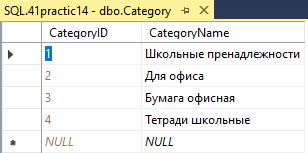 SQL.41practic14 - dbo.Category
CategoryID CategoryName
1 Школьные пренадлежности
2 Для офиса
3 Бумага офисная
4 Тетради школьные
NULL NULL